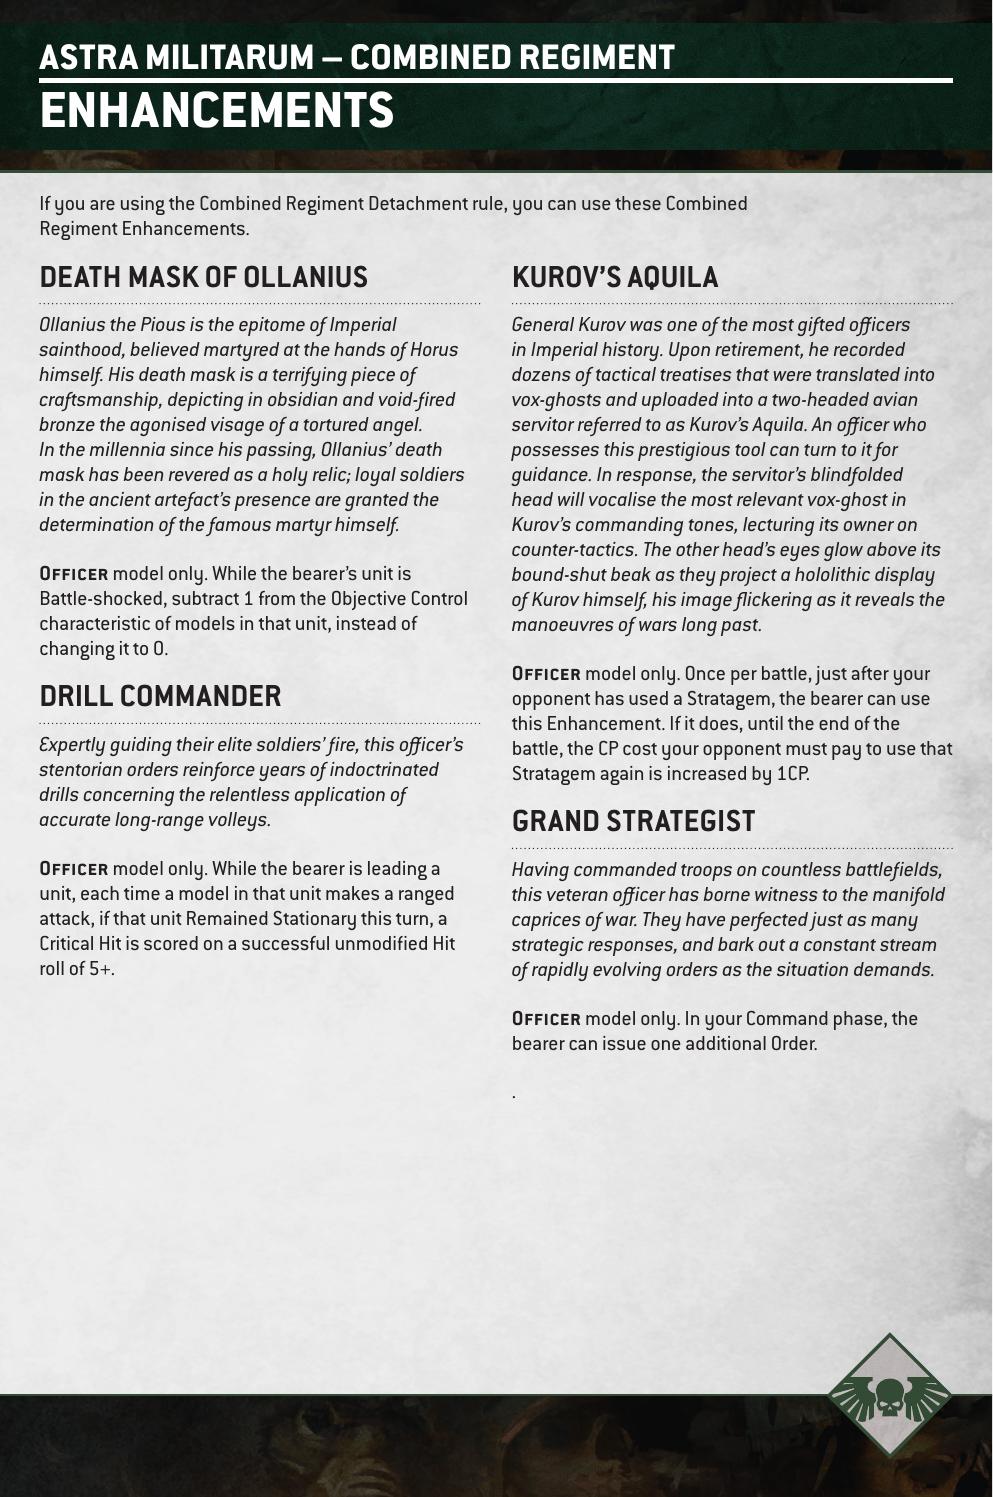 ASTRA MILITARUM – COMBINED REGIMENT
ENHANCEMENTS
If you are using the Combined Regiment Detachment rule, you can use these Combined
Regiment Enhancements.
DEATH MASK OF OLLANIUS
Ollanius the Pious is the epitome of Imperial
sainthood, believed martyred at the hands of Horus
himself. His death mask is a terrifying piece of
craftsmanship, depicting in obsidian and void-fired
bronze the agonised visage of a tortured angel.
In the millennia since his passing, Ollanius’ death
mask has been revered as a holy relic; loyal soldiers
in the ancient artefact’s presence are granted the
determination of the famous martyr himself.
OFFICER model only. While the bearer’s unit is
Battle-shocked, subtract 1 from the Objective Control
characteristic of models in that unit, instead of
changing it to 0.
DRILL COMMANDER
Expertly guiding their elite soldiers’ fire, this officer’s
stentorian orders reinforce years of indoctrinated
drills concerning the relentless application of
accurate long-range volleys.
OFFICER model only. While the bearer is leading a
unit, each time a model in that unit makes a ranged
attack, if that unit Remained Stationary this turn, a
Critical Hit is scored on a successful unmodified Hit
roll of 5+.
KUROV’S AQUILA
General Kurov was one of the most gifted officers
in Imperial history. Upon retirement, he recorded
dozens of tactical treatises that were translated into
vox-ghosts and uploaded into a two-headed avian
servitor referred to as Kurov’s Aquila. An officer who
possesses this prestigious tool can turn to it for
guidance. In response, the servitor’s blindfolded
head will vocalise the most relevant vox-ghost in
Kurov’s commanding tones, lecturing its owner on
counter-tactics. The other head’s eyes glow above its
bound-shut beak as they project a hololithic display
of Kurov himself, his image flickering as it reveals the
manoeuvres of wars long past.
OFFICER model only. Once per battle, just after your
opponent has used a Stratagem, the bearer can use
this Enhancement. If it does, until the end of the
battle, the CP cost your opponent must pay to use that
Stratagem again is increased by 1CP.
GRAND STRATEGIST
Having commanded troops on countless battlefields,
this veteran officer has borne witness to the manifold
caprices of war. They have perfected just as many
strategic responses, and bark out a constant stream
of rapidly evolving orders as the situation demands.
OFFICER model only. In your Command phase, the
bearer can issue one additional Order.
.